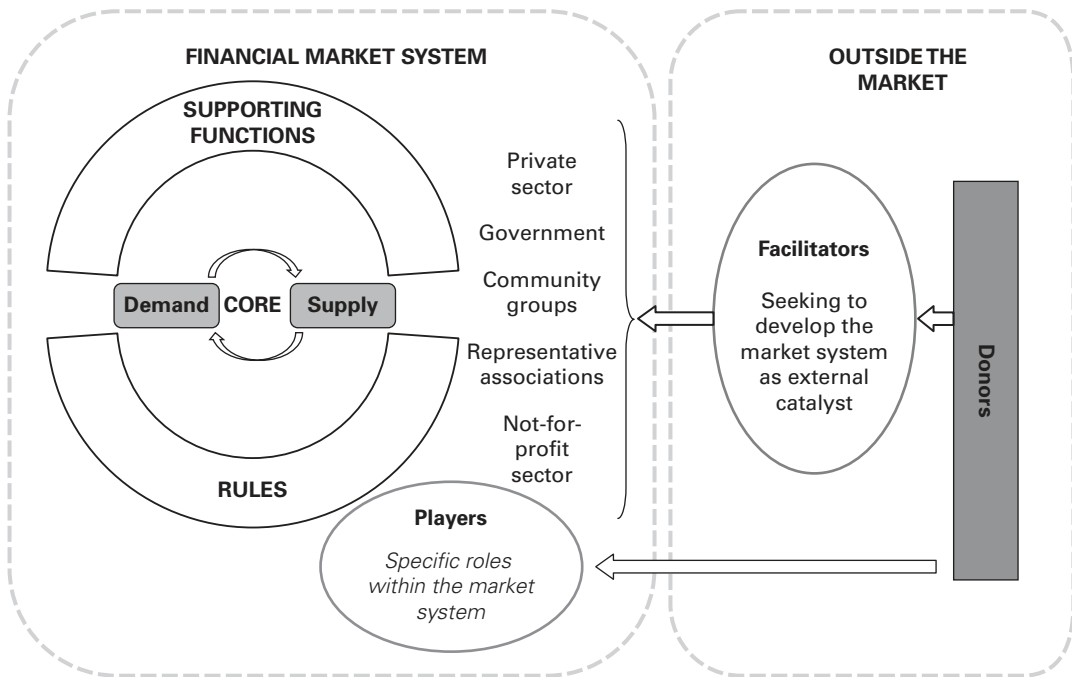 FINANCIAL MARKET SYSTEM
SUPPORTING
FUNCTIONS
Demand
CORE
Supply
RULES
Private
sector
Government
Community
groups
Representative
associations
Not-for-
profit
sector
Players
Specific roles
within the market
system
OUTSIDE THE
MARKET
Facilitators
Seeking to
develop the
market system
as external
catalyst
Donors